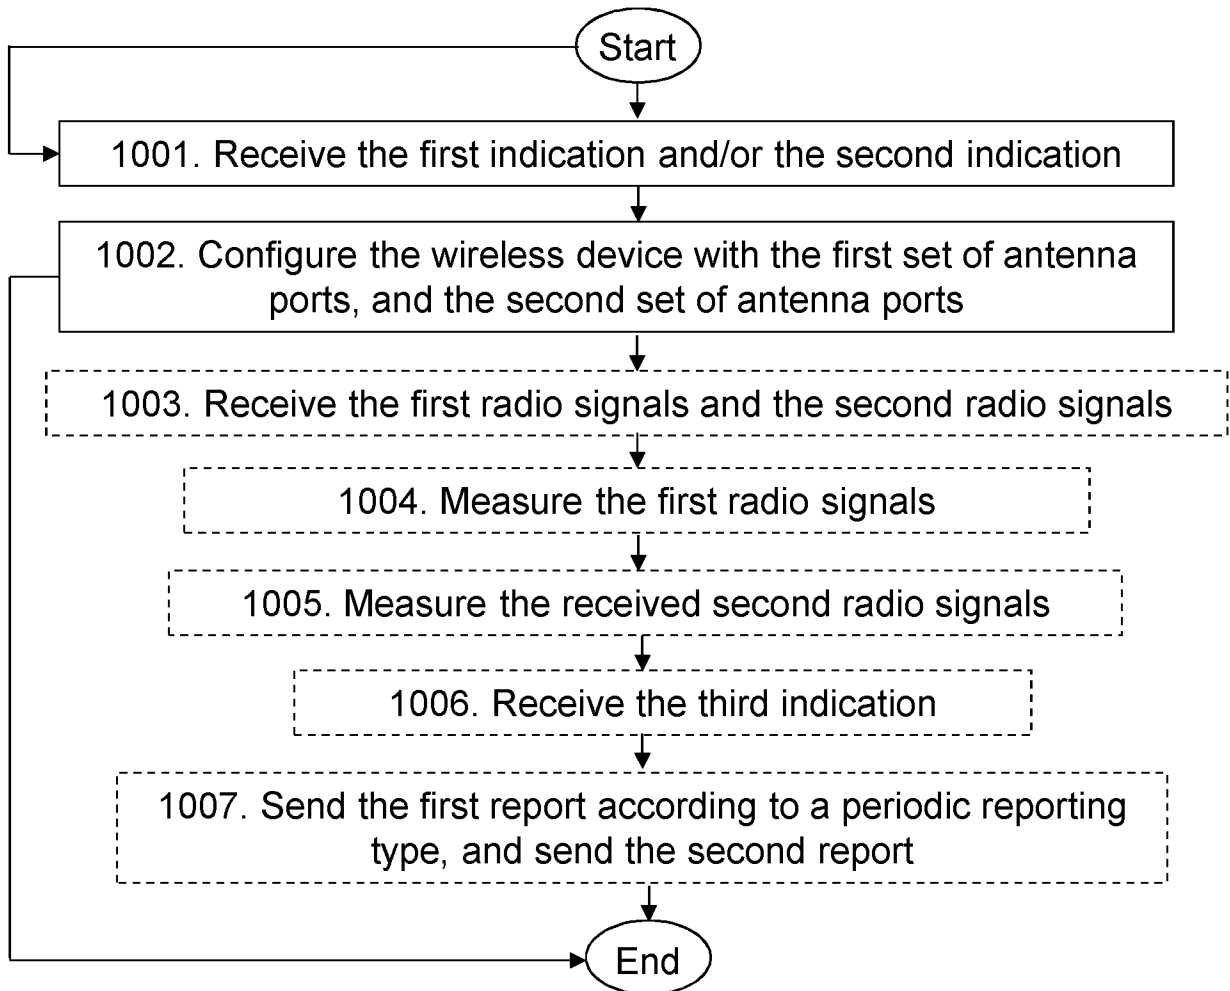 Start
1001. Receive the first indication and/or the second indication
1002. Configure the wireless device with the first set of antenna
ports, and the second set of antenna ports
1003. Receive the first radio signals and the second radio signals
1004. Measure the first radio signals
1005. Measure the received second radio signals
1006. Receive the third indication
1007. Send the first report according to a periodic reporting
type, and send the second report
End